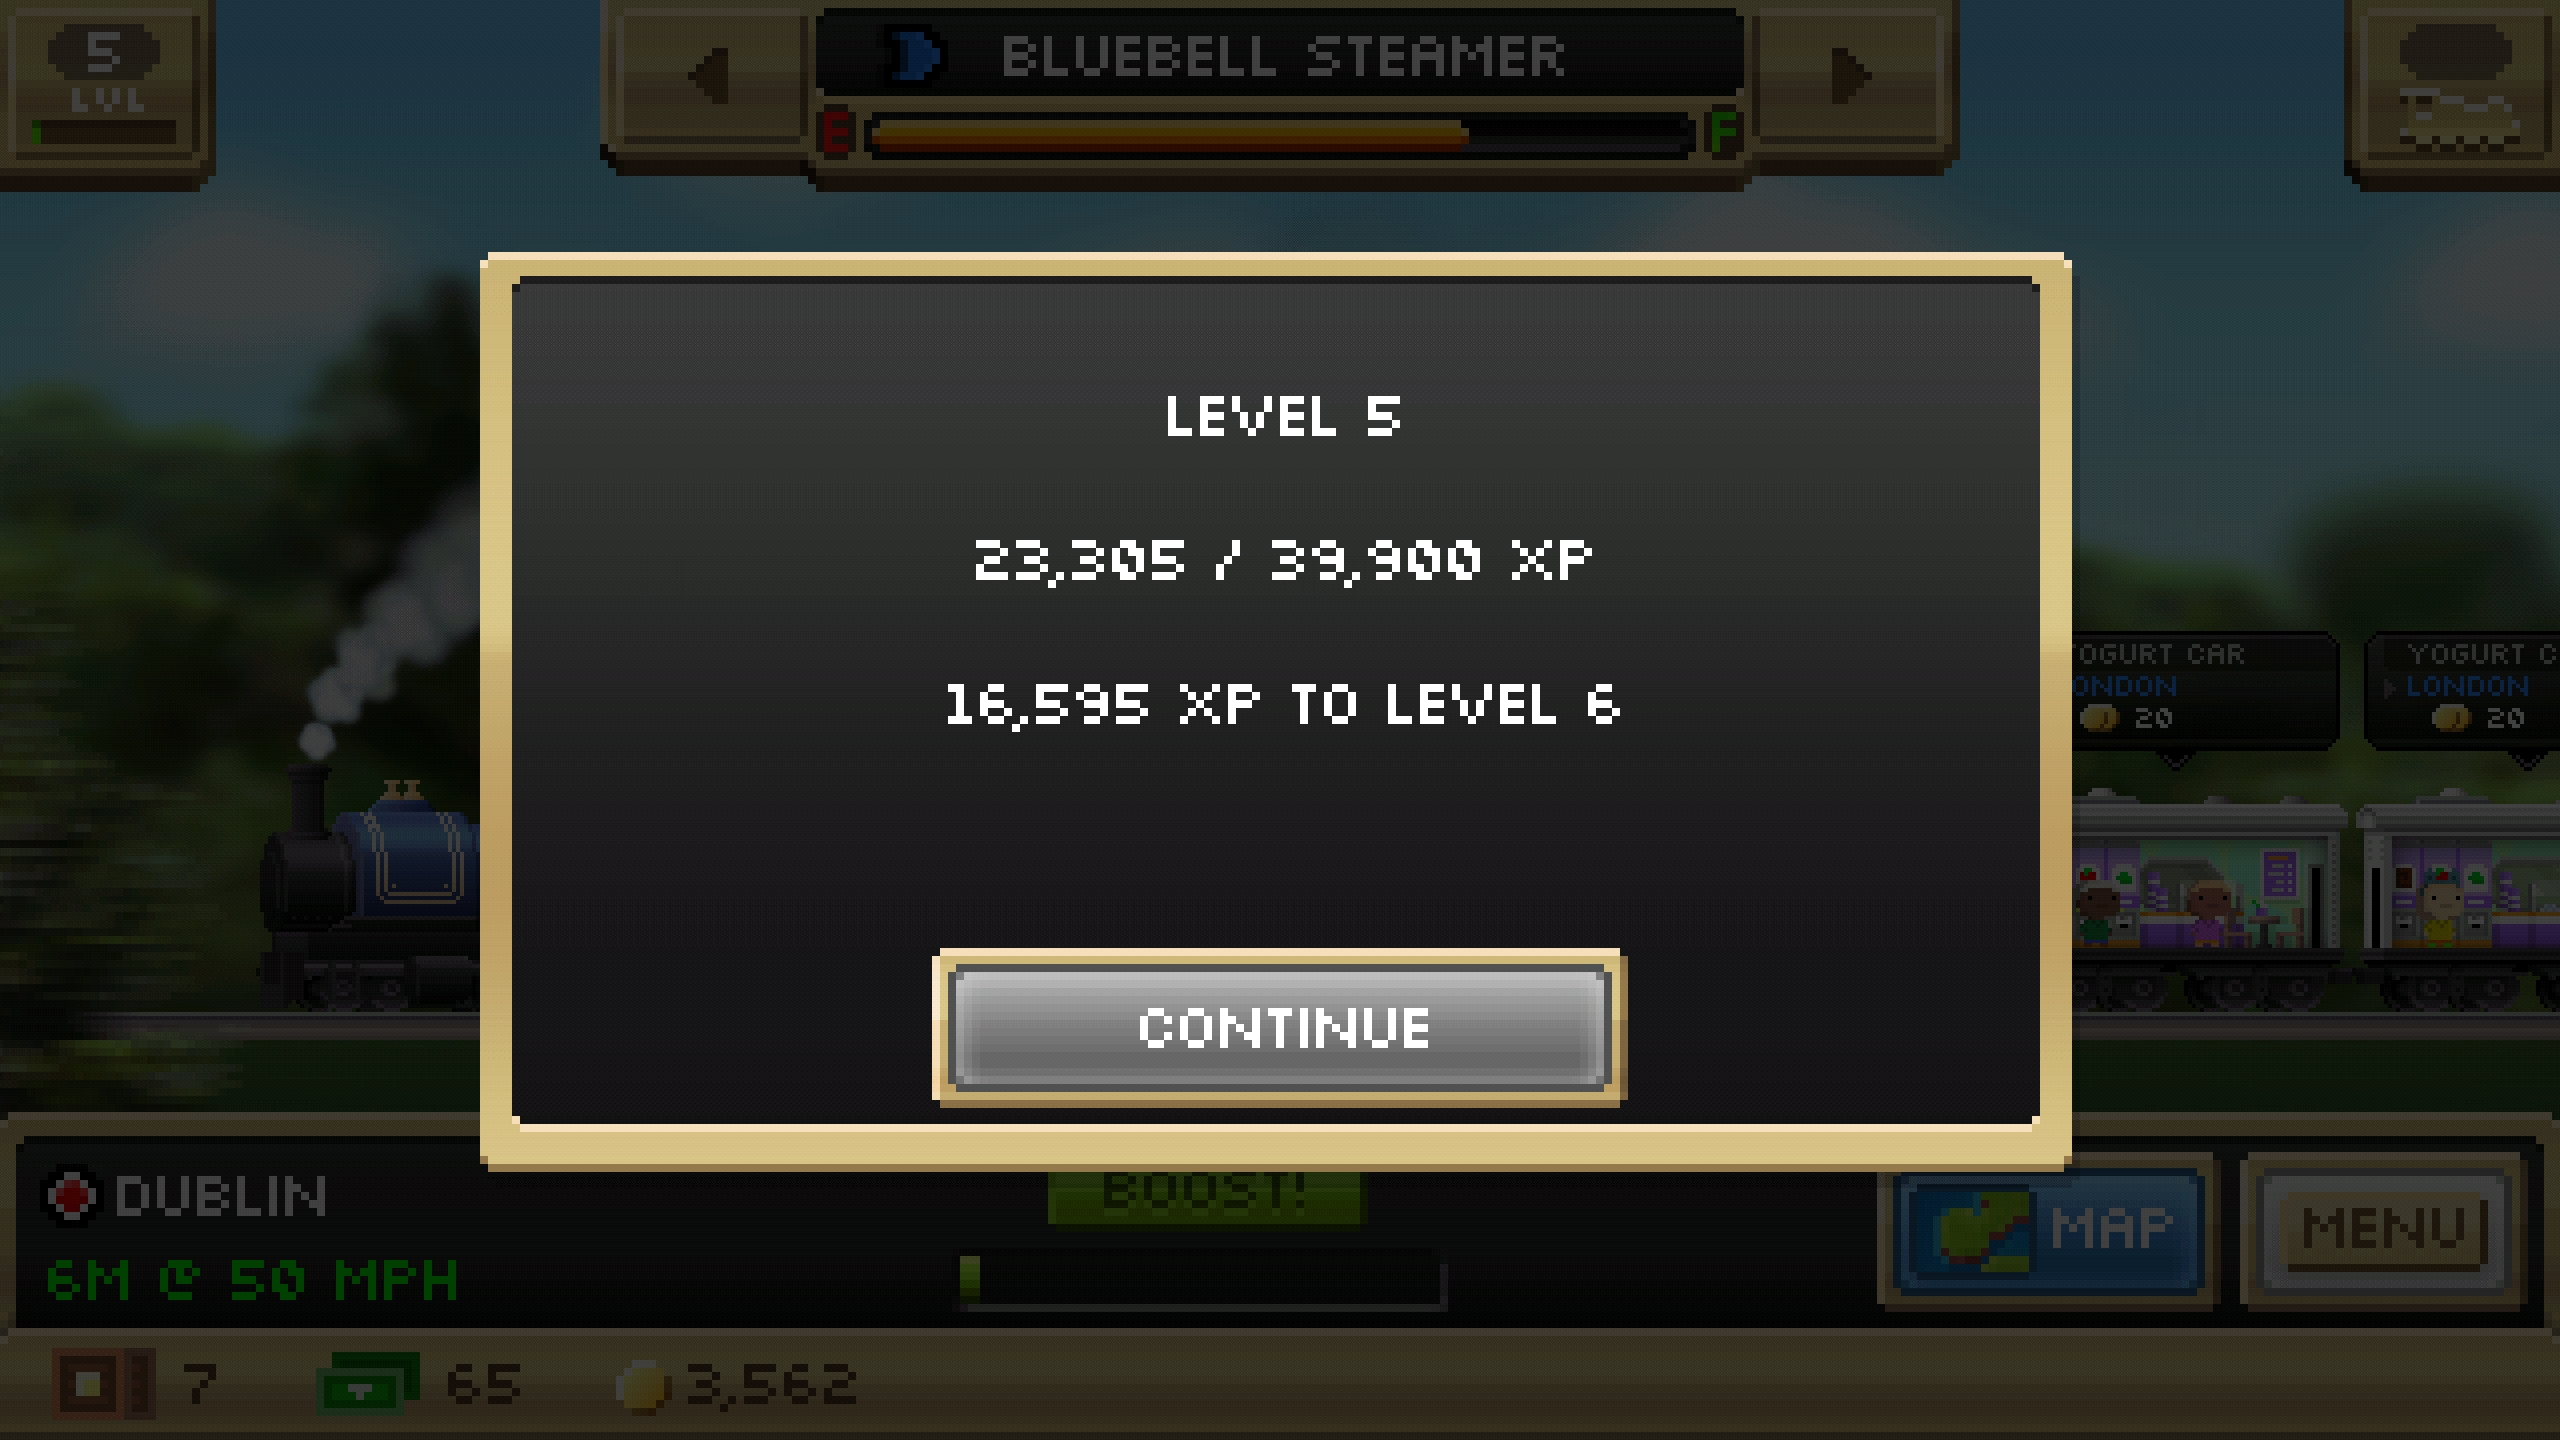 5
LVL
BLUEBELL STEAMER
E
F
LEVEL 5
23,305 / 39,900 XP
16,595 XP TO LEVEL 6
CONTINUE
YOGURT CAR
LONDON
20
YOGURT C
LONDON
20
DUBLIN
6M @ 50 MPH
BOOST!
MAP
MENU
7
65
3,562